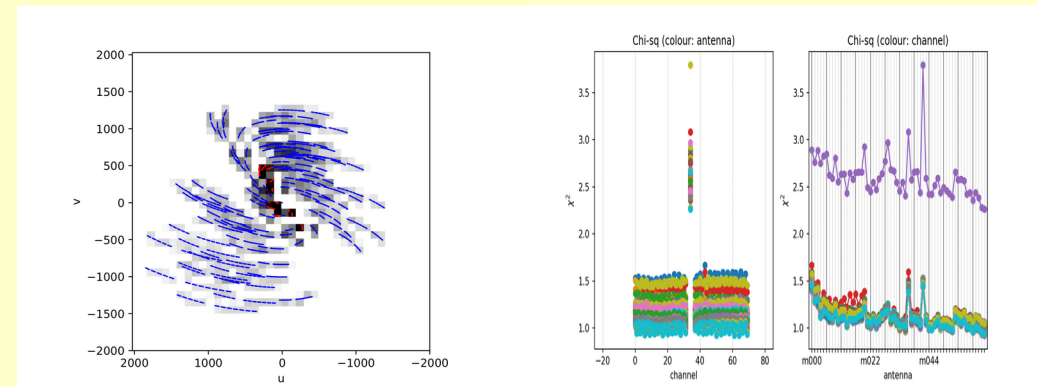 2000
1500
1000
500
0
−500
−1000
−1500
−2000
v
2000
1000
0
−1000
−2000
u
Chi-sq (colour: antenna)
3.5
3.0
2.5
2.0
1.5
1.0
χ²
−20
0
20
40
60
80
channel
Chi-sq (colour: channel)
3.5
3.0
2.5
2.0
1.5
1.0
χ²
m000
m022
m044
antenna